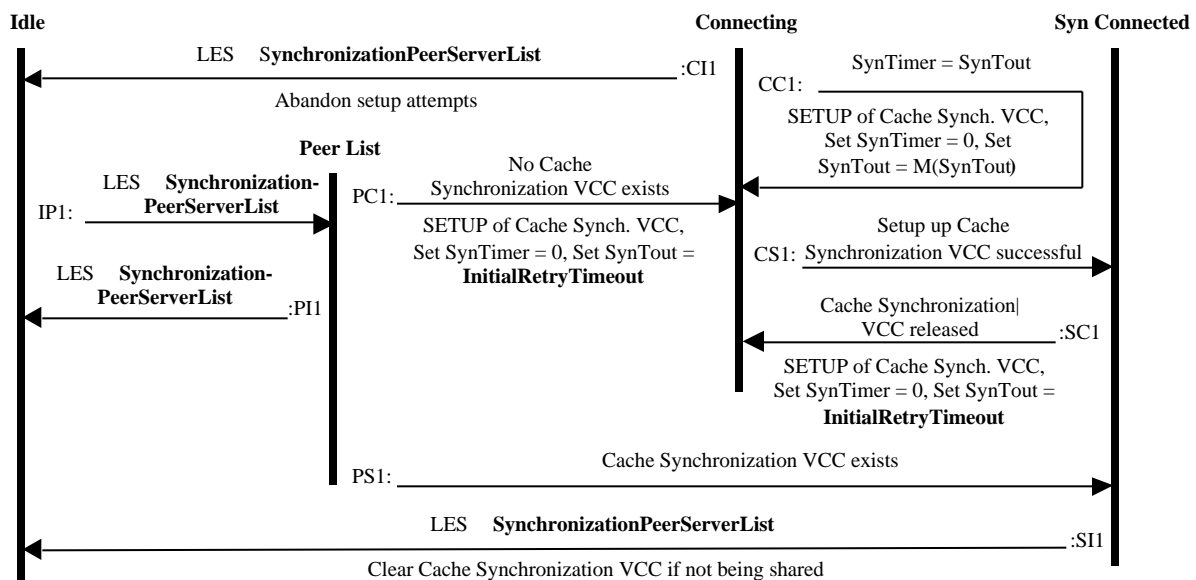 Idle
Connecting
Syn Connected
LES SynchronizationPeerServerList
:CI1
Abandon setup attempts
SynTimer = SynTout
CC1:
SETUP of Cache Synch. VCC,
Set SynTimer = 0, Set
SynTout = M(SynTout)
Peer List
LES Synchronization-
PeerServerList
IP1:
No Cache
Synchronization VCC exists
PC1:
SETUP of Cache Synch. VCC,
Set SynTimer = 0, Set SynTout =
InitialRetryTimeout
Setup up Cache
CS1: Synchronization VCC successful
LES Synchronization-
PeerServerList
:PI1
Cache Synchronization|
VCC released
:SC1
SETUP of Cache Synch. VCC,
Set SynTimer = 0, Set SynTout =
InitialRetryTimeout
Cache Synchronization VCC exists
PS1:
LES SynchronizationPeerServerList
:SI1
Clear Cache Synchronization VCC if not being shared